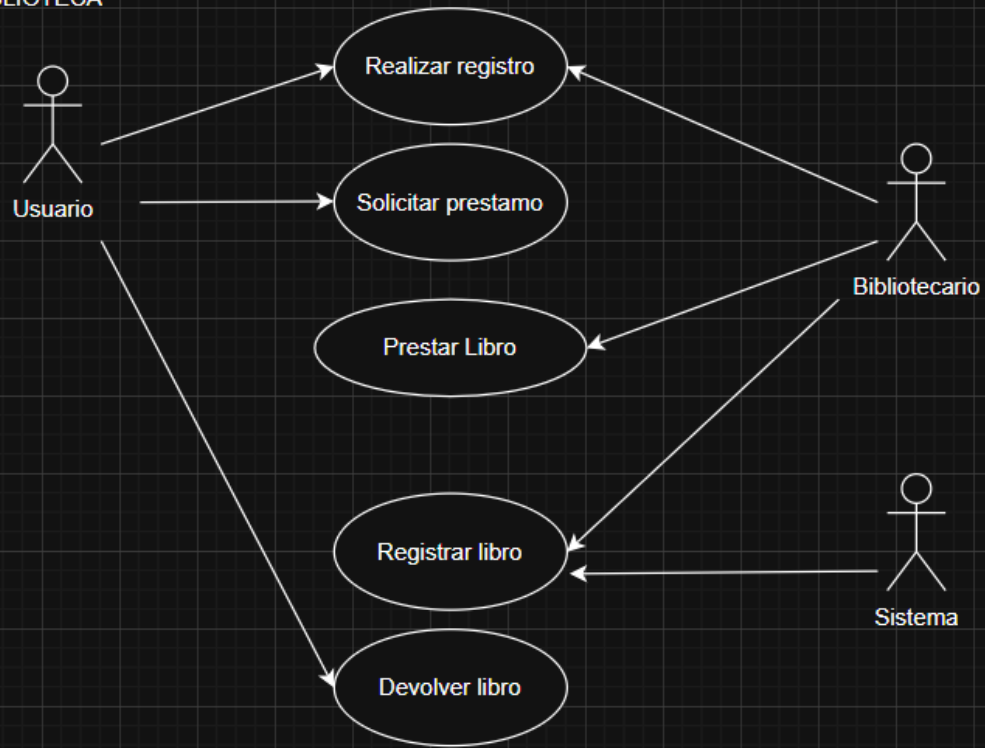 Realizar registro
Usuario
Solicitar prestamo
Bibliotecario
Prestar Libro
Registrar libro
Sistema
Devolver libro